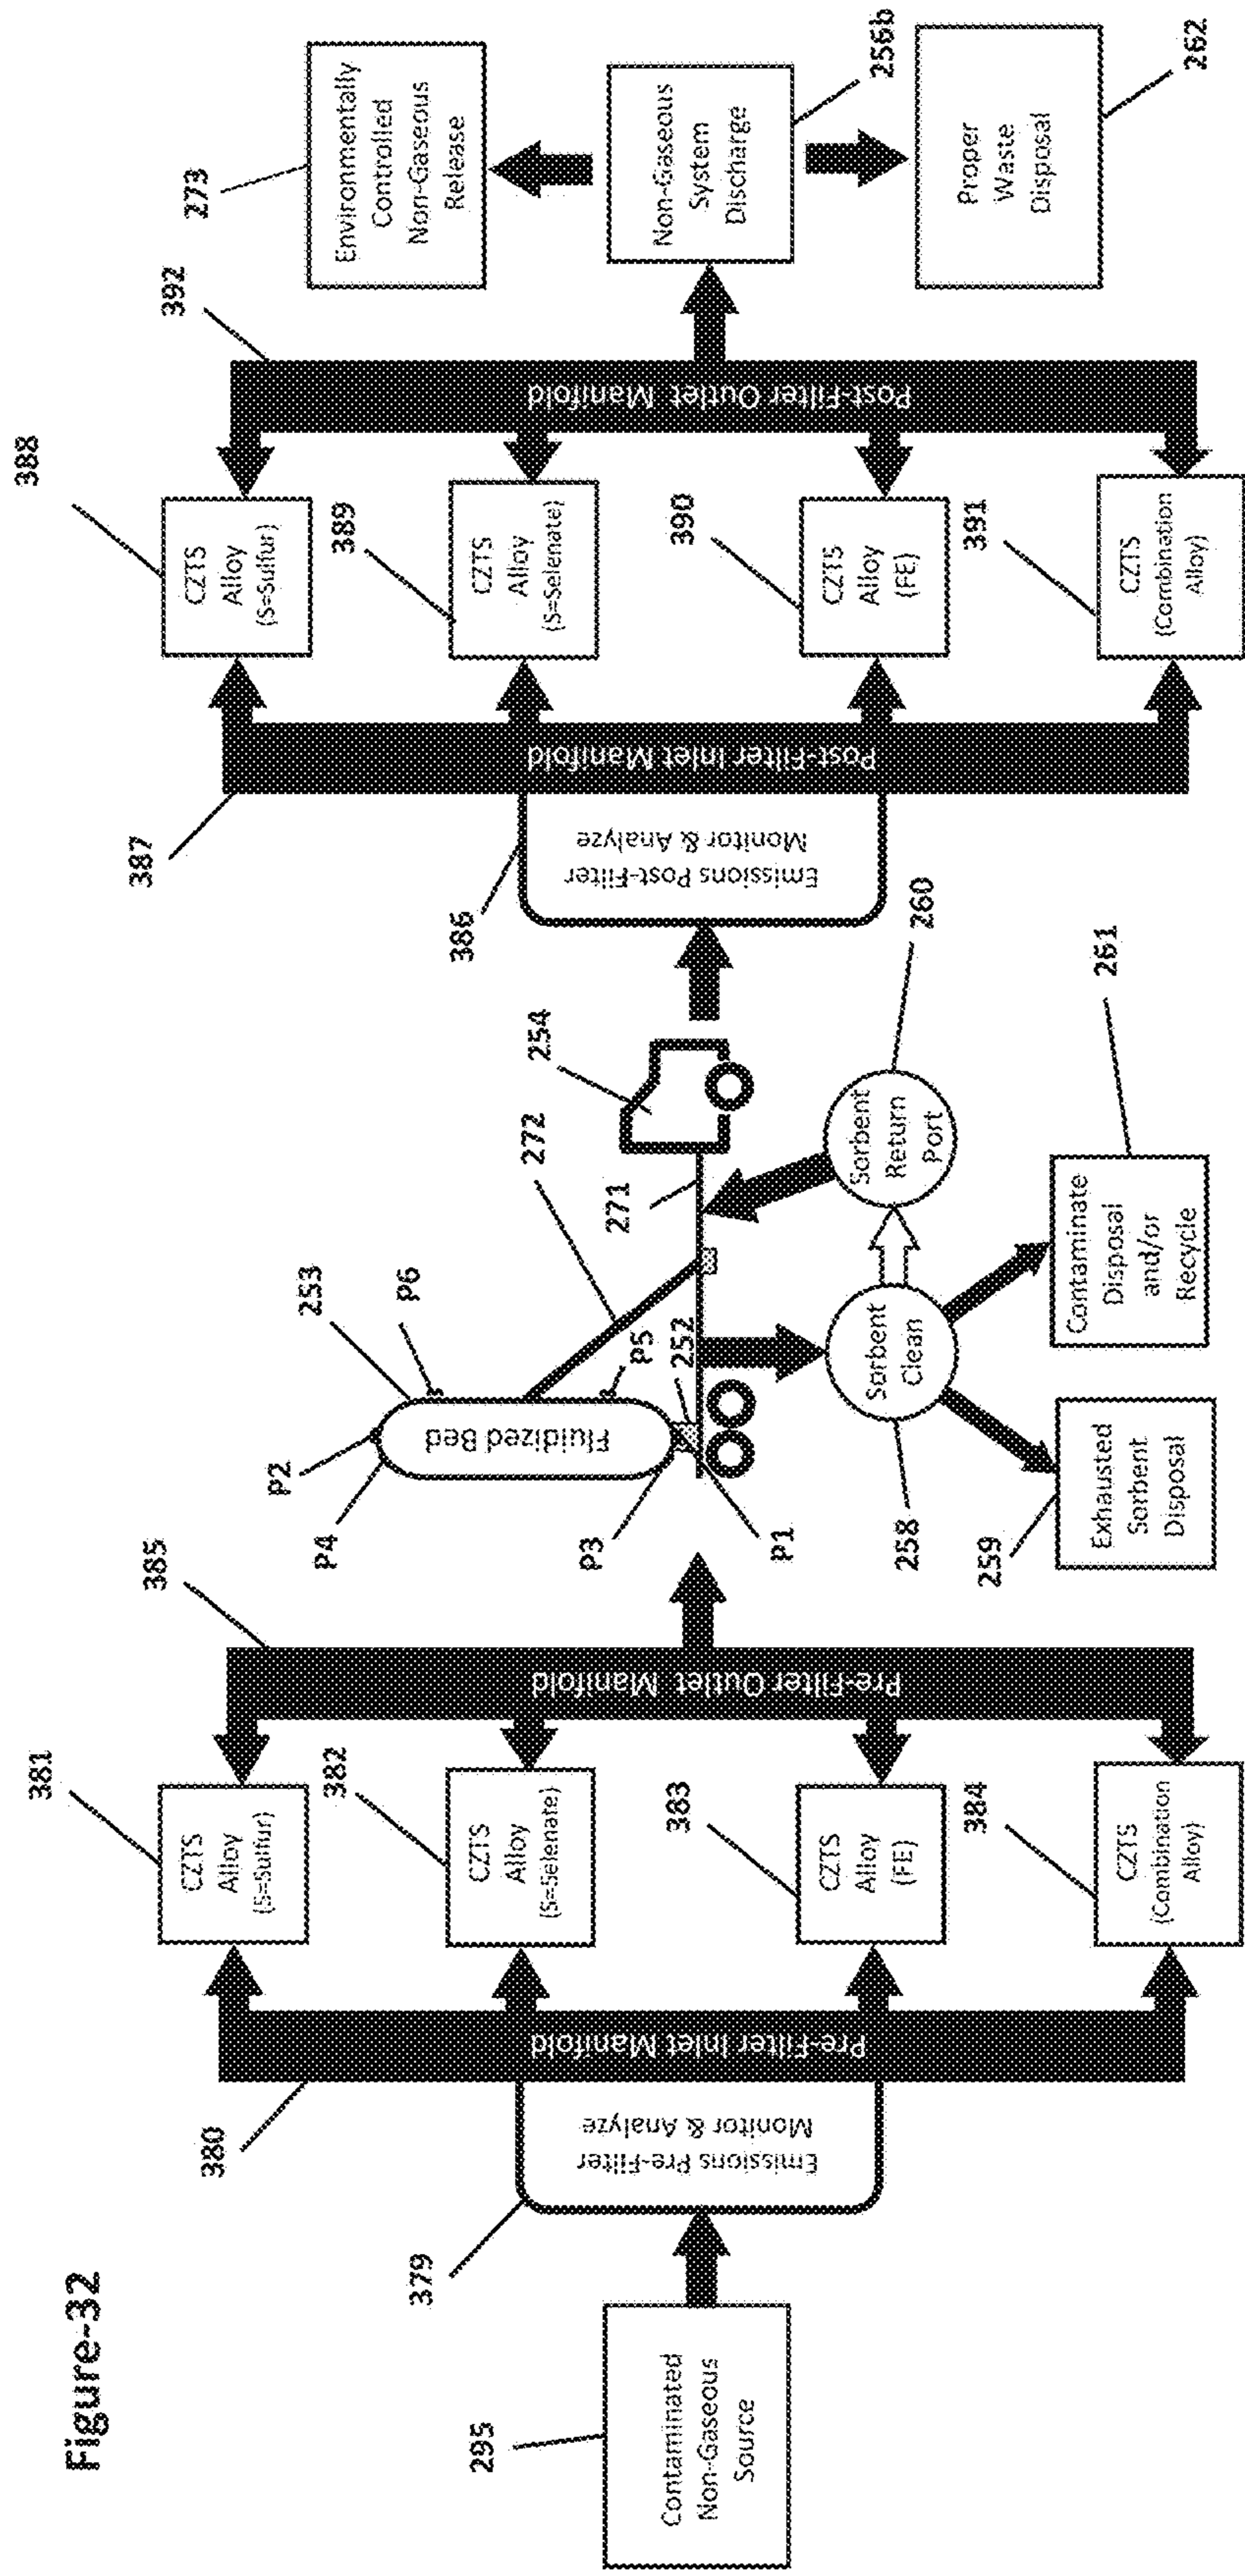 Figure-32
295
Contaminated
Non-Gaseous
Source
379
Emissions Pre-Filter
Monitor & Analyze
380
Pre-Filter Inlet Manifold
381
CZTS
Alloy
(S=Sulfur)
382
CZTS
Alloy
(S=Selenate)
383
CZTS
Alloy
(FE)
384
CZTS
(Combination
Alloy)
385
Pre-Filter Outlet Manifold
P4
P2
253
P6
Fluidized Bed
P3
P1
P5
252
272
271
254
258
Sorbent
Clean
Sorbent
Return
Port
260
259
Exhausted
Sorbent
Disposal
Contaminate
Disposal
and/or
Recycle
261
386
Emissions Post-Filter
Monitor & Analyze
387
Post-Filter Inlet Manifold
388
CZTS
Alloy
(S=Sulfur)
389
CZTS
Alloy
(S=Selenate)
390
CZTS
Alloy
(FE)
391
CZTS
(Combination
Alloy)
392
Post-Filter Outlet Manifold
273
Environmentally
Controlled
Non-Gaseous
Release
Non-Gaseous
System
Discharge
256b
Proper
Waste
Disposal
262